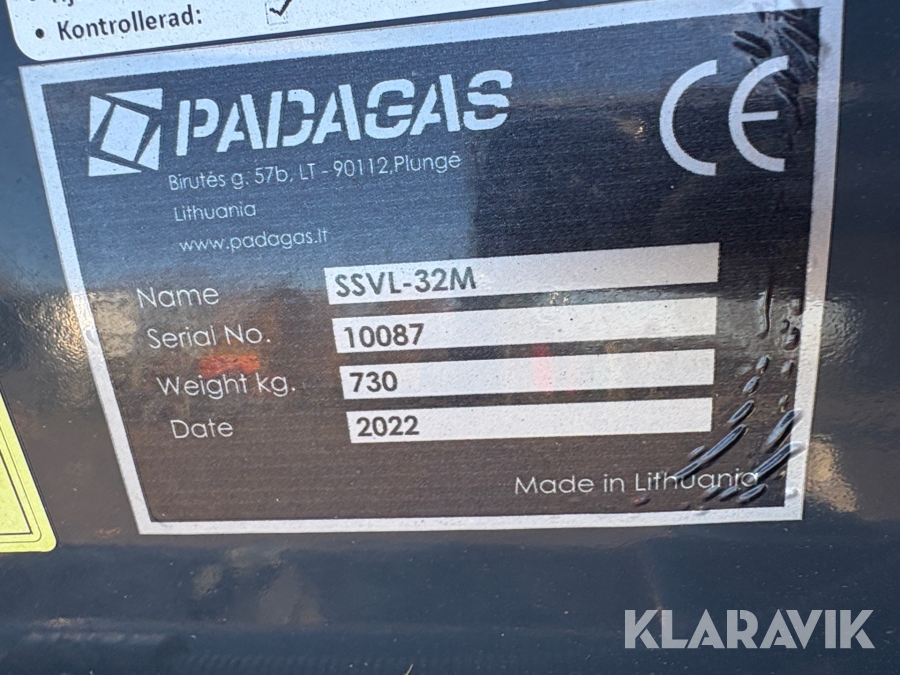 • Kontrollerad:
PADAGAS
CE
Birutės g. 57b, LT - 90112,Plungė
Lithuania
www.padagas.lt
Name SSVL-32M
Serial No. 10087
Weight kg. 730
Date 2022
Made in Lithuania
KLARAVIK